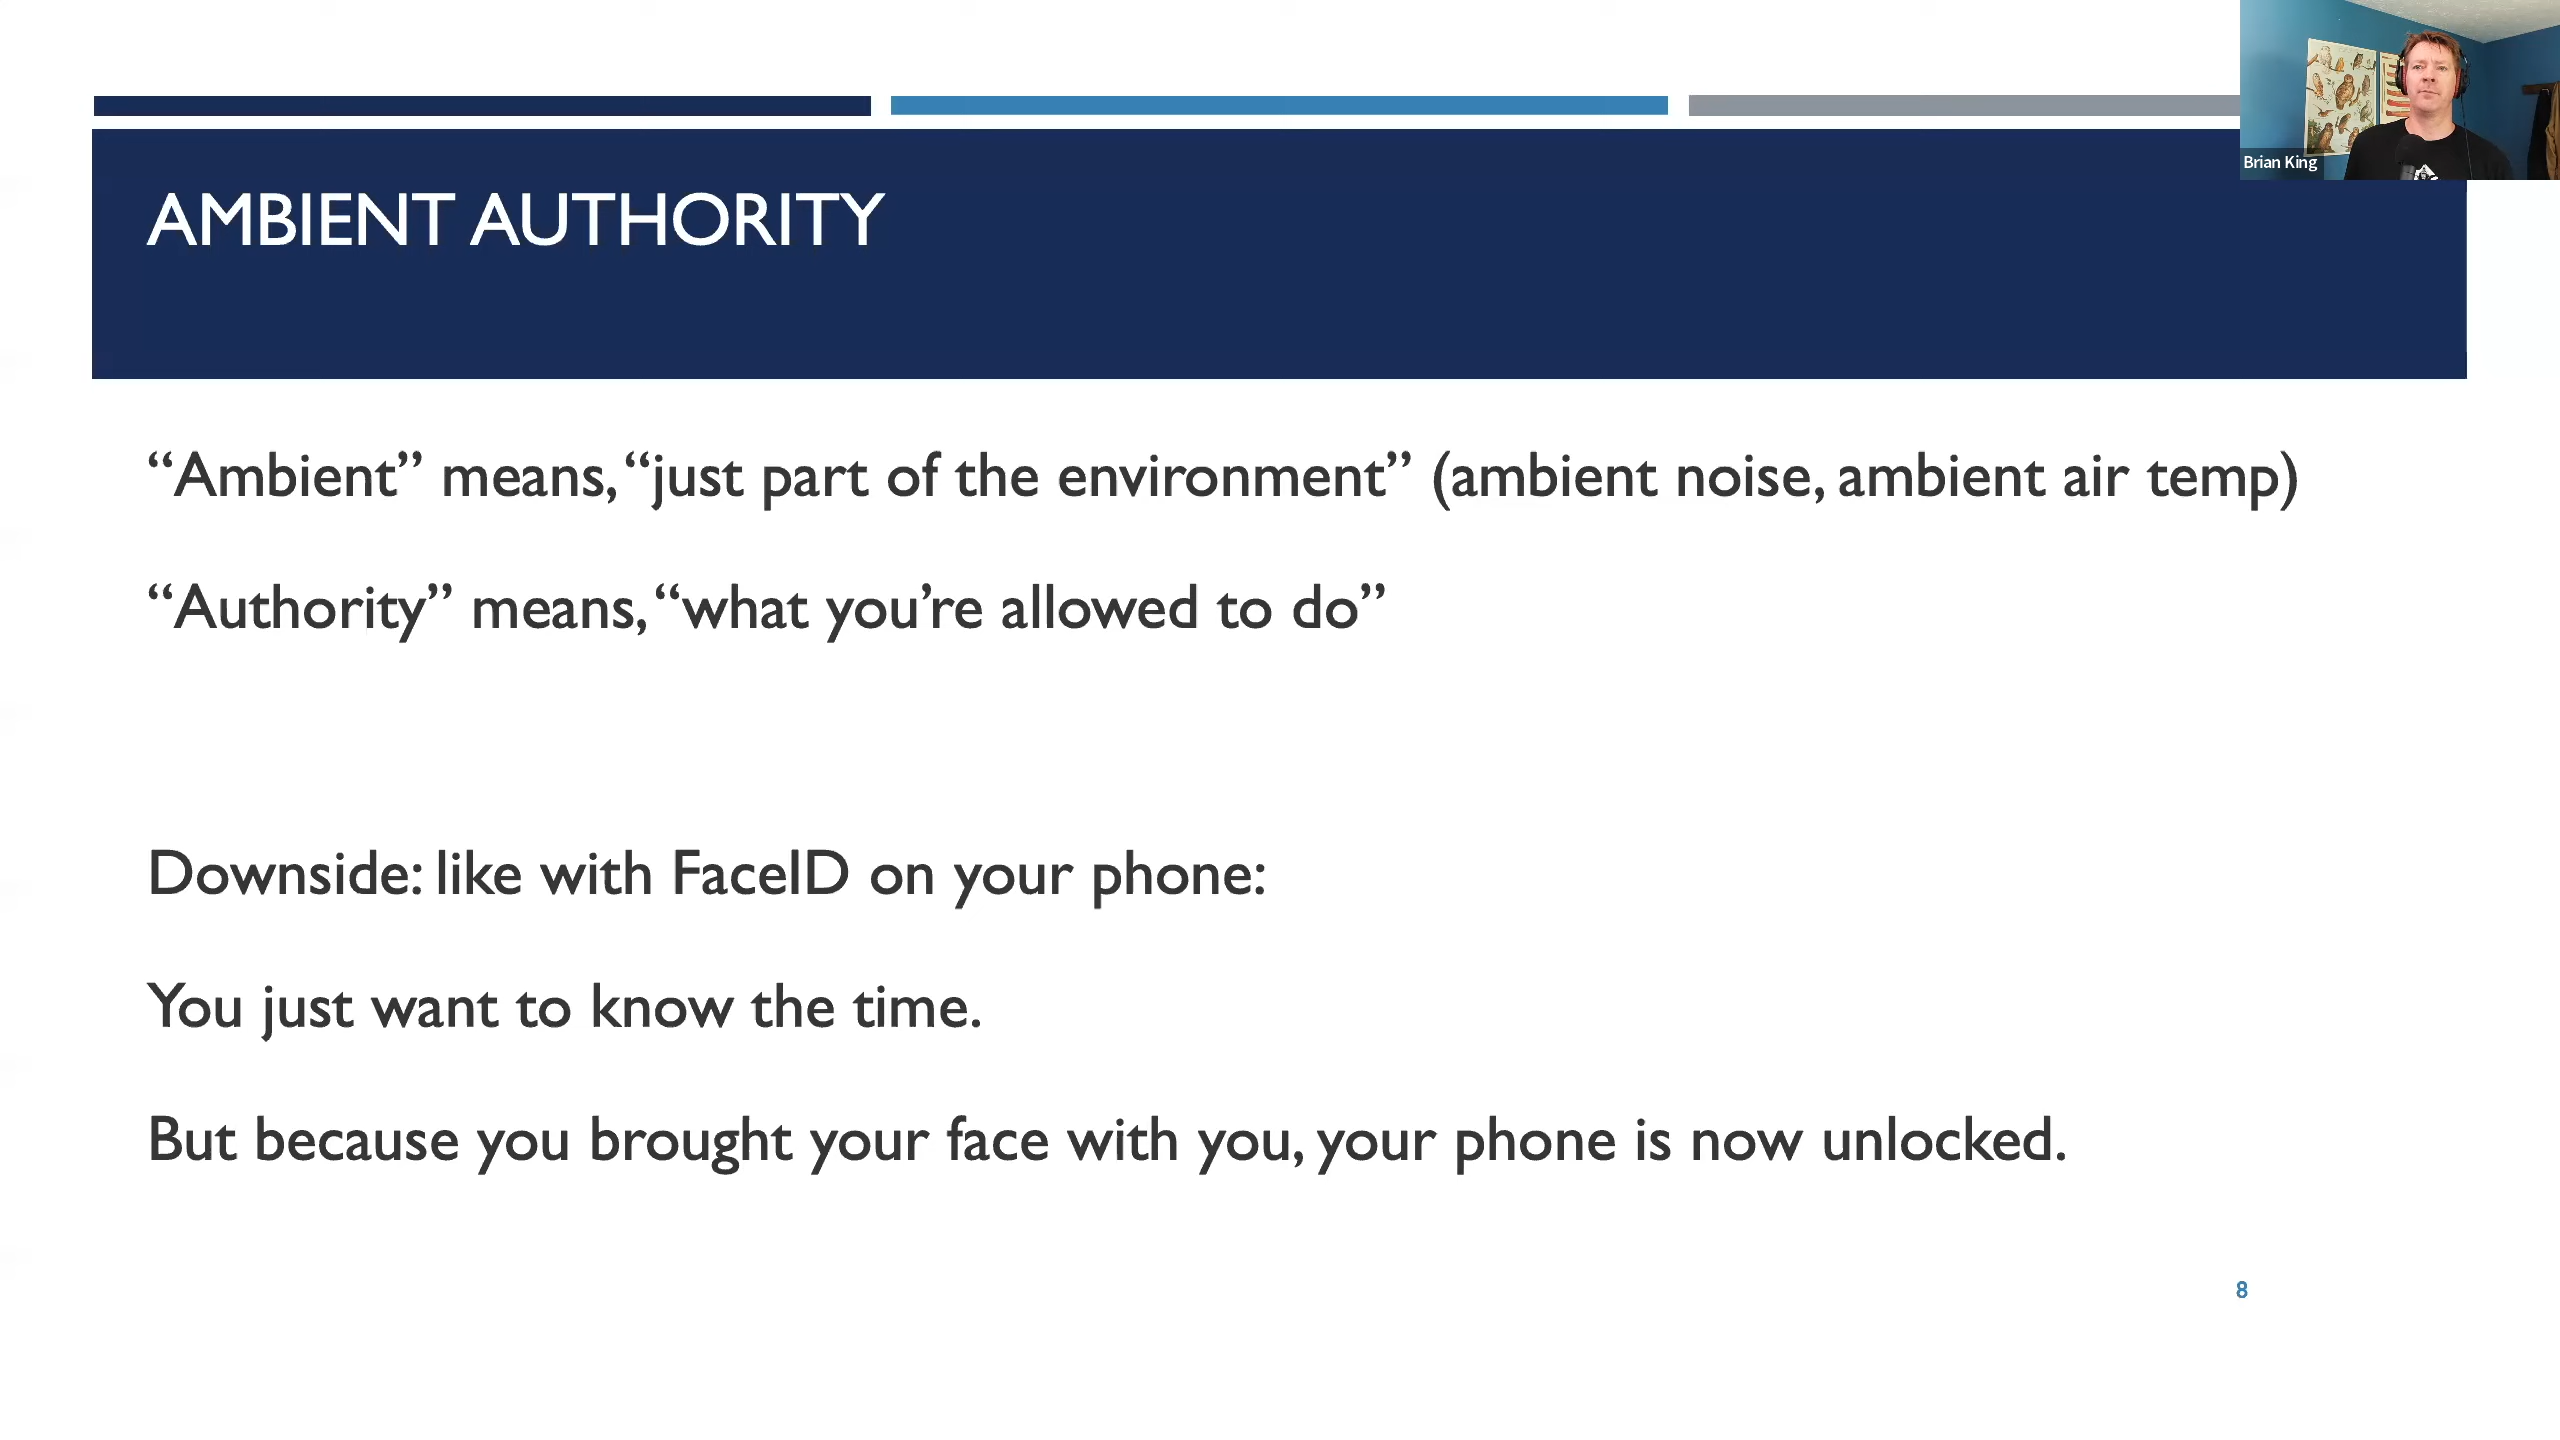 Brian King
AMBIENT AUTHORITY
“Ambient” means, “just part of the environment” (ambient noise, ambient air temp)
“Authority” means, “what you’re allowed to do”
Downside: like with FaceID on your phone:
You just want to know the time.
But because you brought your face with you, your phone is now unlocked.
8